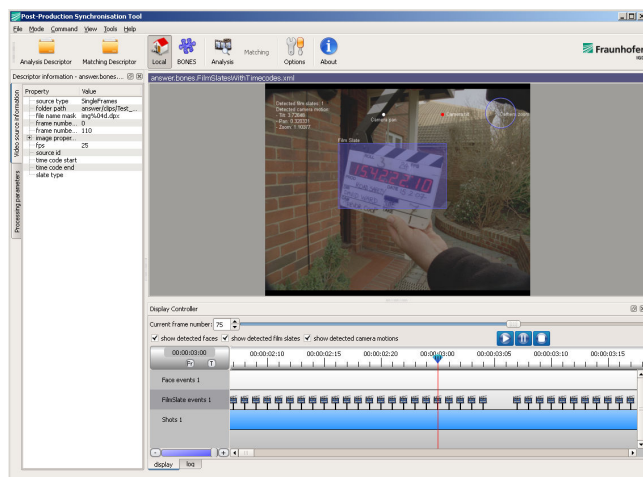 Post-Production Synchronisation Tool
File Mode Command View Tools Help
Analysis Descriptor
Matching Descriptor
Local
BONES
Analysis
Matching
Options
About
Fraunhofer
Descriptor information - answer.bones....
answer.bones.FilmSlatesWithTimecodes.xml
Video source information
Processing parameters
Property Value
source type SingleFrames
folder path answer/clips/Test_...
file name mask img%04d.dpx
frame numbe... 0
frame numbe... 110
image proper...
fps 25
source id
time code start
time code end
slate type
Detected film slates: 1
Detected camera motion:
Camera pan
Camera zoom
Film Slate
15422210
Display Controller
Current frame number: 75
show detected faces
show detected film slates
show detected camera motions
00:00:03:00
Fr
T
00:00:02:10
00:00:02:15
00:00:02:20
00:00:03:00
00:00:03:05
00:00:03:10
00:00:03:15
Face events 1
FilmSlate events 1
Shots 1
display
log